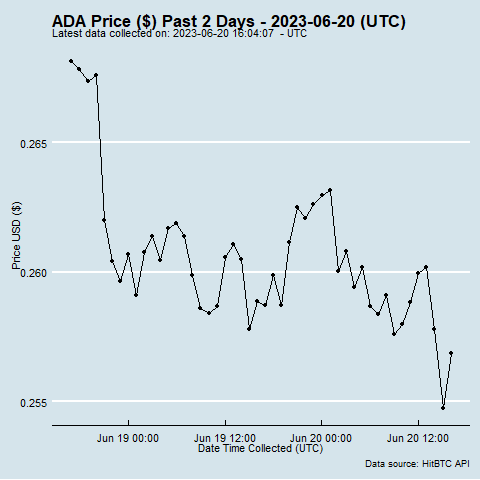 ADA Price ($) Past 2 Days - 2023-06-20 (UTC)
Latest data collected on: 2023-06-20 16:04:07 - UTC
0.265
0.260
0.255
Price USD ($)
Jun 19 00:00 Jun 19 12:00 Jun 20 00:00 Jun 20 12:00
Date Time Collected (UTC)
Data source: HitBTC API